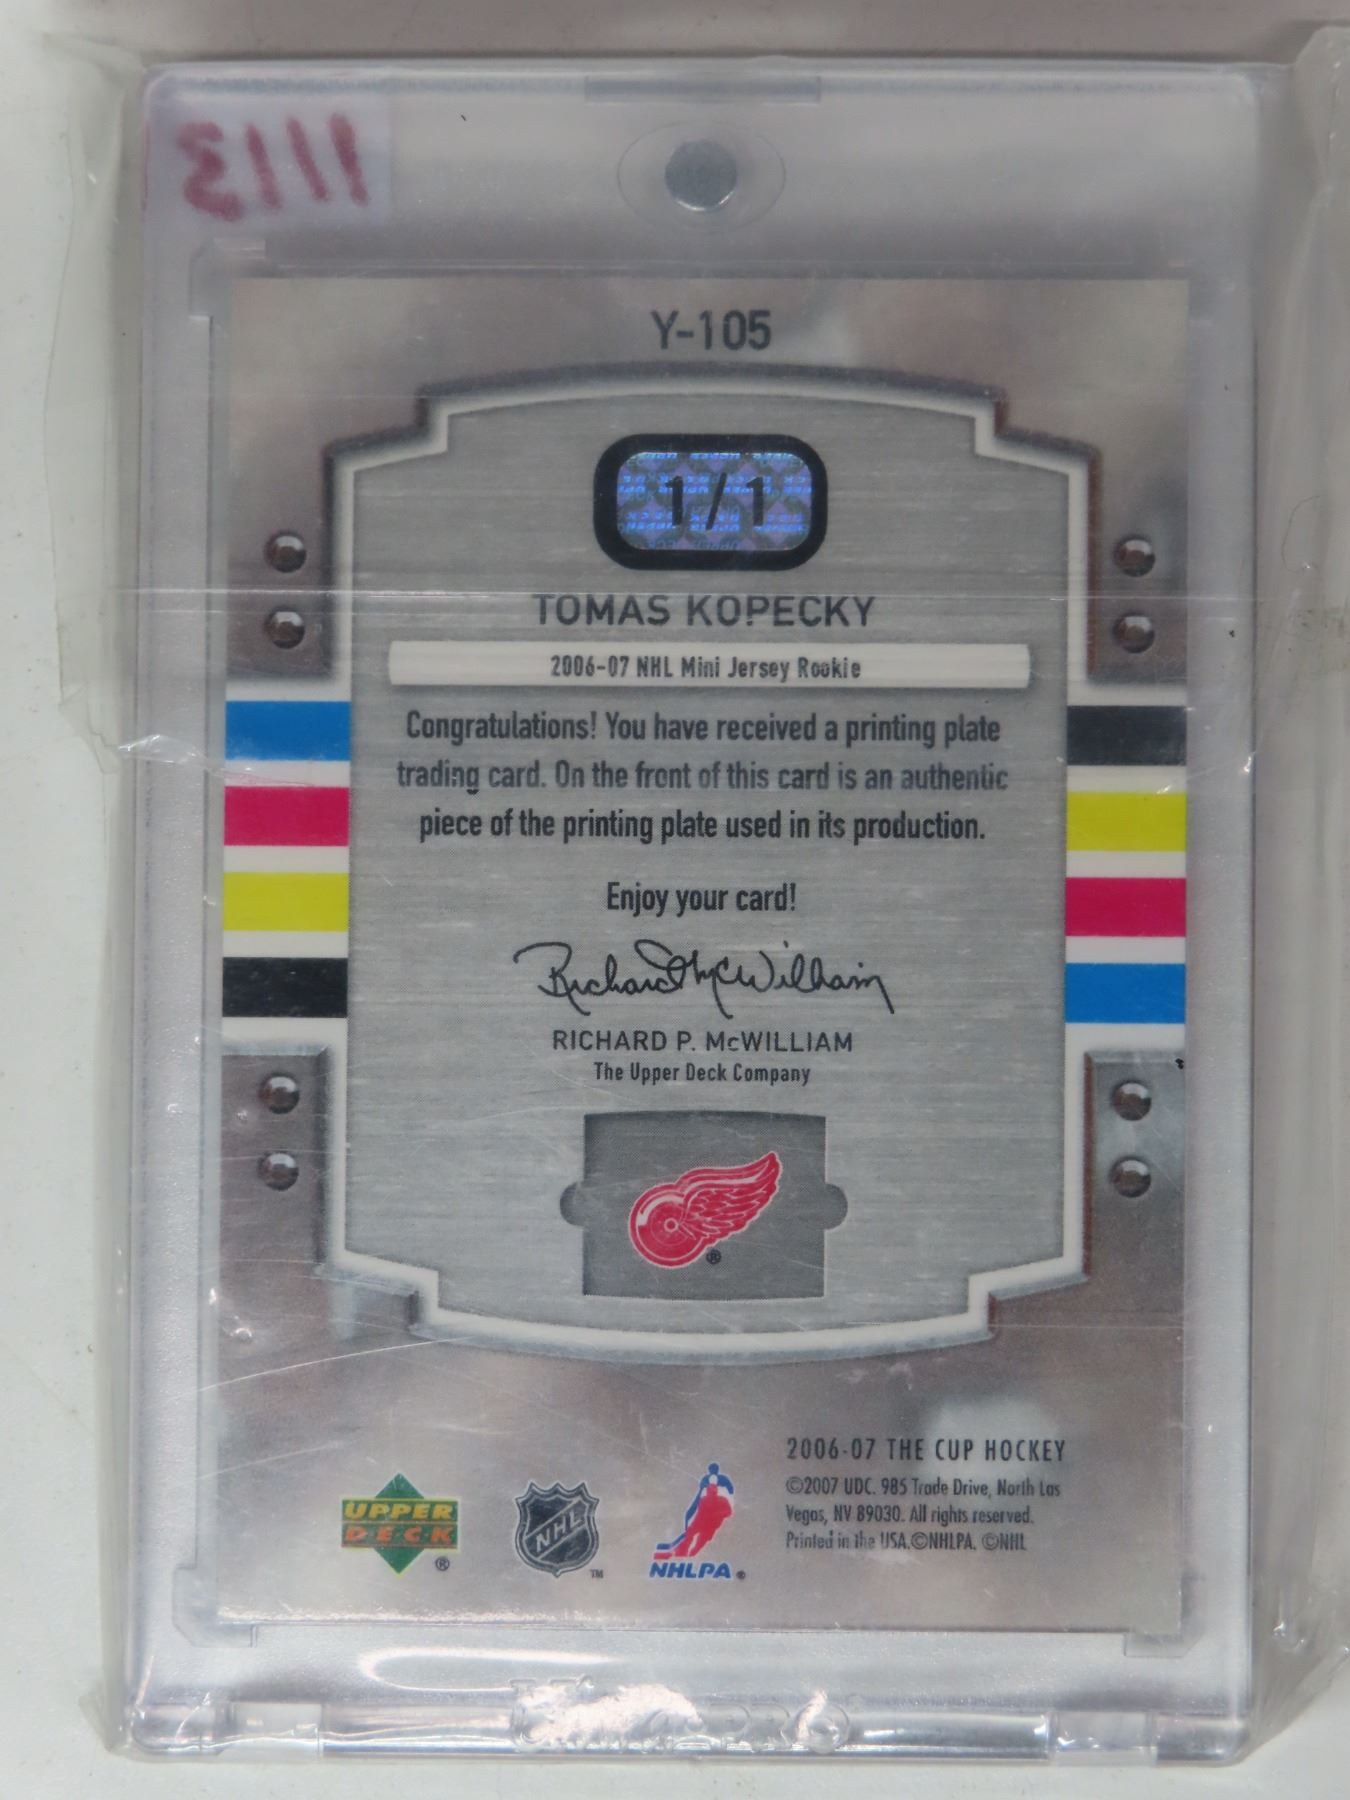 1113
Y-105
1/1
TOMAS KOPECKY
2006-07 NHL Mini Jersey Rookie
Congratulations! You have received a printing plate
trading card. On the front of this card is an authentic
piece of the printing plate used in its production.
Enjoy your card!
Richard McWilliam
RICHARD P. McWILLIAM
The Upper Deck Company
®
2006-07 THE CUP HOCKEY
©2007 UDC. 985 Trade Drive, North Las
Vegas, NV 89030. All rights reserved.
Printed in the USA.©NHLPA. ©NHL
UPPER
DECK ®
NHL TM
NHLPA ®